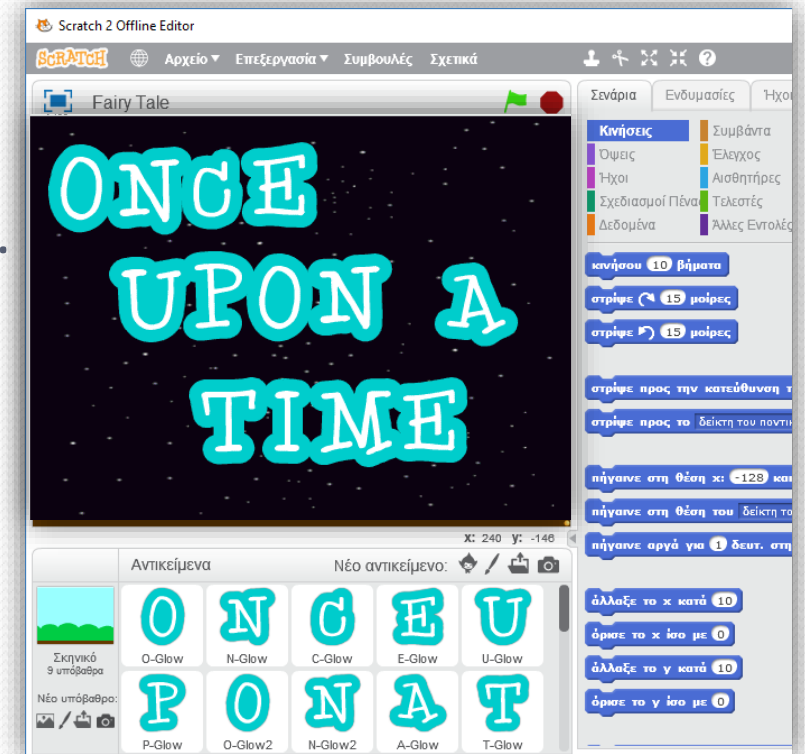 Scratch 2 Offline Editor
SCRATCH Αρχείο Επεξεργασία Συμβουλές Σχετικά
Fairy Tale
ONCE
UPON A
TIME
x: 240 y: -146
Αντικείμενα Νέο αντικείμενο:
Σκηνικό
9 υπόβαθρα
Νέο υπόβαθρο:
O N C E U
O-Glow N-Glow C-Glow E-Glow U-Glow
P O N A T
P-Glow O-Glow2 N-Glow2 A-Glow T-Glow
Σενάρια Ενδυμασίες Ήχοι
Κινήσεις Συμβάντα
Όψεις Έλεγχος
Ήχοι Αισθητήρες
Σχεδιασμοί Πένας Τελεστές
Δεδομένα Άλλες Εντολές
κινήσου 10 βήματα
στρίψε 15 μοίρες
στρίψε 15 μοίρες
στρίψε προς την κατεύθυνση
στρίψε προς το δείκτη του
πήγαινε στη θέση x: -128 και
πήγαινε στη θέση του δείκτη
πήγαινε αργά για 1 δευτ. στη
άλλαξε το x κατά 10
όρισε το x ίσο με 0
άλλαξε το y κατά 10
όρισε το y ίσο με 0